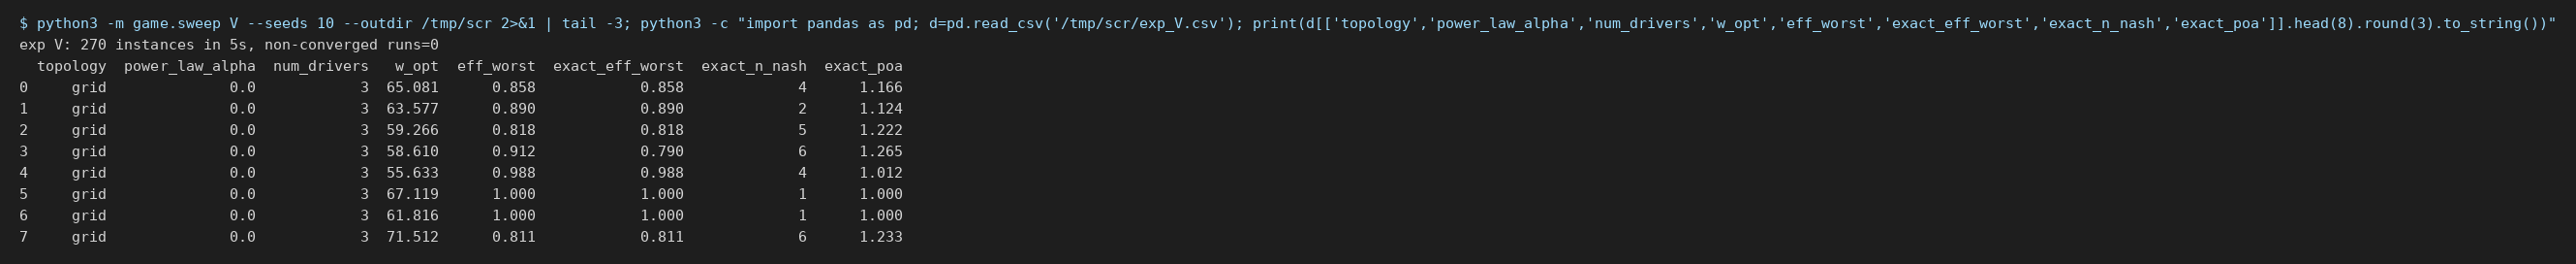 $ python3 -m game.sweep V --seeds 10 --outdir /tmp/scr 2>&1 | tail -3; python3 -c "import pandas as pd; d=pd.read_csv('/tmp/scr/exp_V.csv'); print(d[['topology','power_law_alpha','num_drivers','w_opt','eff_worst','exact_eff_worst','exact_n_nash','exact_poa']].head(8).round(3).to_string())"
exp V: 270 instances in 5s, non-converged runs=0
  topology  power_law_alpha  num_drivers   w_opt  eff_worst  exact_eff_worst  exact_n_nash  exact_poa
0     grid              0.0            3  65.081      0.858            0.858             4      1.166
1     grid              0.0            3  63.577      0.890            0.890             2      1.124
2     grid              0.0            3  59.266      0.818            0.818             5      1.222
3     grid              0.0            3  58.610      0.912            0.790             6      1.265
4     grid              0.0            3  55.633      0.988            0.988             4      1.012
5     grid              0.0            3  67.119      1.000            1.000             1      1.000
6     grid              0.0            3  61.816      1.000            1.000             1      1.000
7     grid              0.0            3  71.512      0.811            0.811             6      1.233